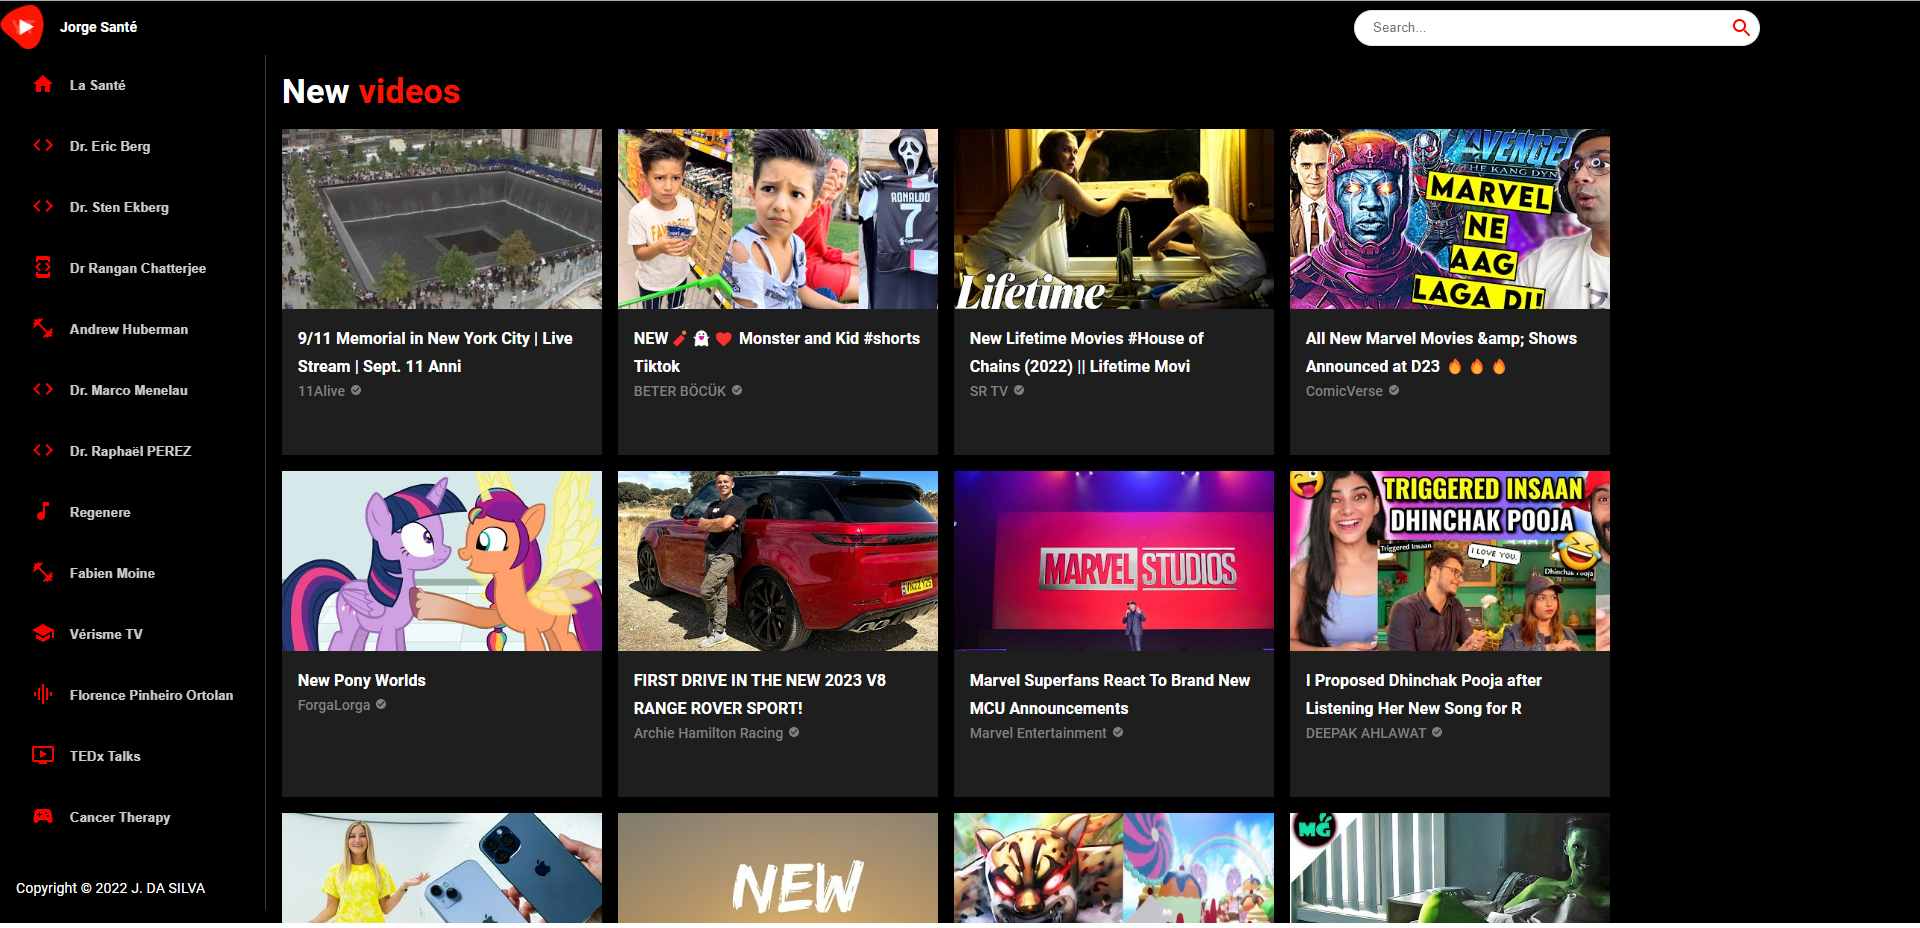 Jorge Santé
Search...
La Santé
Dr. Eric Berg
Dr. Sten Ekberg
Dr Rangan Chatterjee
Andrew Huberman
Dr. Marco Menelau
Dr. Raphaël PEREZ
Regenere
Fabien Moine
Vérisme TV
Florence Pinheiro Ortolan
TEDx Talks
Cancer Therapy
Copyright © 2022 J. DA SILVA
New videos
9/11 Memorial in New York City | Live
Stream | Sept. 11 Anni
11Alive
RONALDO
7
NEW 🧨 👻 ❤️ Monster and Kid #shorts
Tiktok
BETER BÖCÜK
Lifetime
New Lifetime Movies #House of
Chains (2022) || Lifetime Movi
SR TV
AVENGE
THE KANG DYN
MARVEL
NE
AAG
LAGA DI!
All New Marvel Movies &amp; Shows
Announced at D23 🔥 🔥 🔥
ComicVerse
New Pony Worlds
ForgaLorga
FIRST DRIVE IN THE NEW 2023 V8
RANGE ROVER SPORT!
Archie Hamilton Racing
MARVEL STUDIOS
Marvel Superfans React To Brand New
MCU Announcements
Marvel Entertainment
TRIGGERED INSAAN
DHINCHAK POOJA
Triggered Insaan
I LOVE YOU.
Dhinchak Pooja
I Proposed Dhinchak Pooja after
Listening Her New Song for R
DEEPAK AHLAWAT
NEW
MG